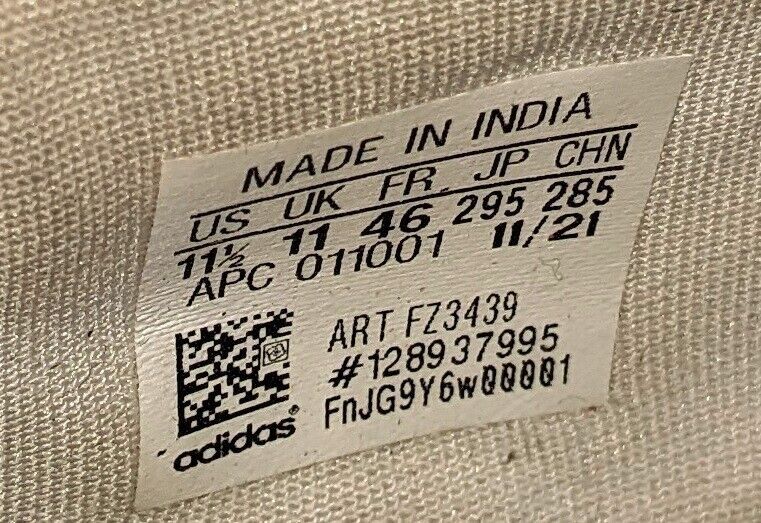 MADE IN INDIA
US UK FR JP CHN
11½ 11 46 295 285
APC 011001 11/21
ART FZ3439
#128937995
FnJG9Y6w00001
adidas®